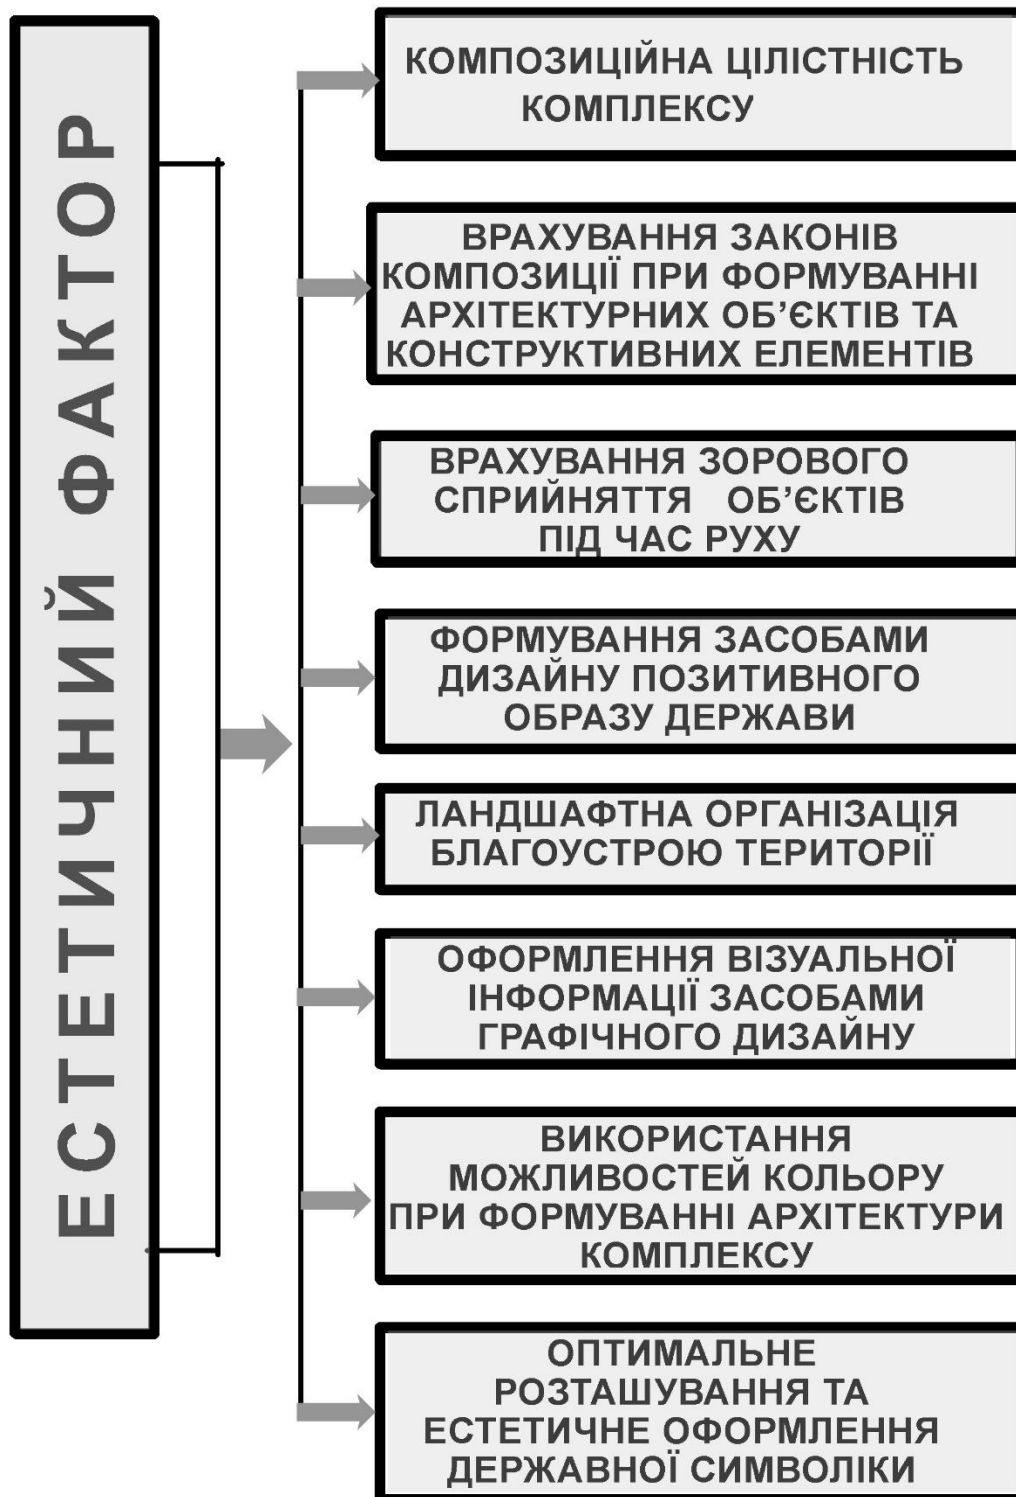 ЕСТЕТИЧНИЙ ФАКТОР
КОМПОЗИЦІЙНА ЦІЛІСТНІСТЬ
КОМПЛЕКСУ
ВРАХУВАННЯ ЗАКОНІВ
КОМПОЗИЦІЇ ПРИ ФОРМУВАННІ
АРХІТЕКТУРНИХ ОБ’ЄКТІВ ТА
КОНСТРУКТИВНИХ ЕЛЕМЕНТІВ
ВРАХУВАННЯ ЗОРОВОГО
СПРИЙНЯТТЯ ОБ’ЄКТІВ
ПІД ЧАС РУХУ
ФОРМУВАННЯ ЗАСОБАМИ
ДИЗАЙНУ ПОЗИТИВНОГО
ОБРАЗУ ДЕРЖАВИ
ЛАНДШАФТНА ОРГАНІЗАЦІЯ
БЛАГОУСТРОЮ ТЕРИТОРІЇ
ОФОРМЛЕННЯ ВІЗУАЛЬНОЇ
ІНФОРМАЦІЇ ЗАСОБАМИ
ГРАФІЧНОГО ДИЗАЙНУ
ВИКОРИСТАННЯ
МОЖЛИВОСТЕЙ КОЛЬОРУ
ПРИ ФОРМУВАННІ АРХІТЕКТУРИ
КОМПЛЕКСУ
ОПТИМАЛЬНЕ
РОЗТАШУВАННЯ ТА
ЕСТЕТИЧНЕ ОФОРМЛЕННЯ
ДЕРЖАВНОЇ СИМВОЛІКИ